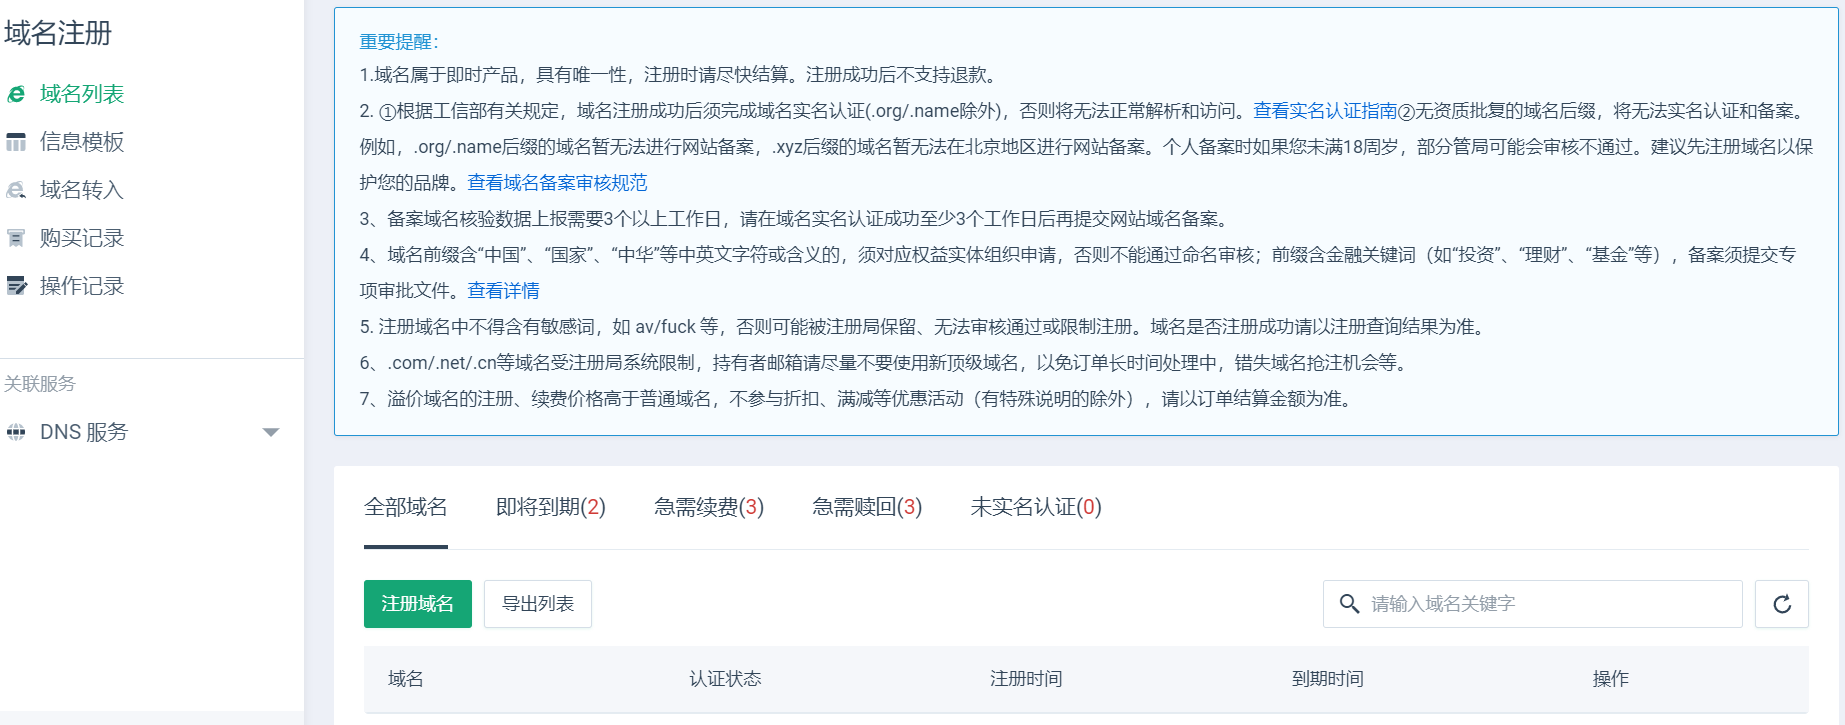 域名注册
域名列表
信息模板
域名转入
购买记录
操作记录
关联服务
DNS 服务
重要提醒：
1.域名属于即时产品，具有唯一性，注册时请尽快结算。注册成功后不支持退款。
2. ①根据工信部有关规定，域名注册成功后须完成域名实名认证(.org/.name除外)，否则将无法正常解析和访问。查看实名认证指南②无资质批复的域名后缀，将无法实名认证和备案。
例如，.org/.name后缀的域名暂无法进行网站备案，.xyz后缀的域名暂无法在北京地区进行网站备案。个人备案时如果您未满18周岁，部分管局可能会审核不通过。建议先注册域名以保
护您的品牌。查看域名备案审核规范
3、备案域名核验数据上报需要3个以上工作日，请在域名实名认证成功至少3个工作日后再提交网站域名备案。
4、域名前缀含“中国”、“国家”、“中华”等中英文字符或含义的，须对应权益实体组织申请，否则不能通过命名审核；前缀含金融关键词（如“投资”、“理财”、“基金”等），备案须提交专
项审批文件。查看详情
5. 注册域名中不得含有敏感词，如 av/fuck 等，否则可能被注册局保留、无法审核通过或限制注册。域名是否注册成功请以注册查询结果为准。
6、.com/.net/.cn等域名受注册局系统限制，持有者邮箱请尽量不要使用新顶级域名，以免订单长时间处理中，错失域名抢注机会等。
7、溢价域名的注册、续费价格高于普通域名，不参与折扣、满减等优惠活动（有特殊说明的除外），请以订单结算金额为准。
全部域名 即将到期(2) 急需续费(3) 急需赎回(3) 未实名认证(0)
注册域名 导出列表 请输入域名关键字
域名 认证状态 注册时间 到期时间 操作